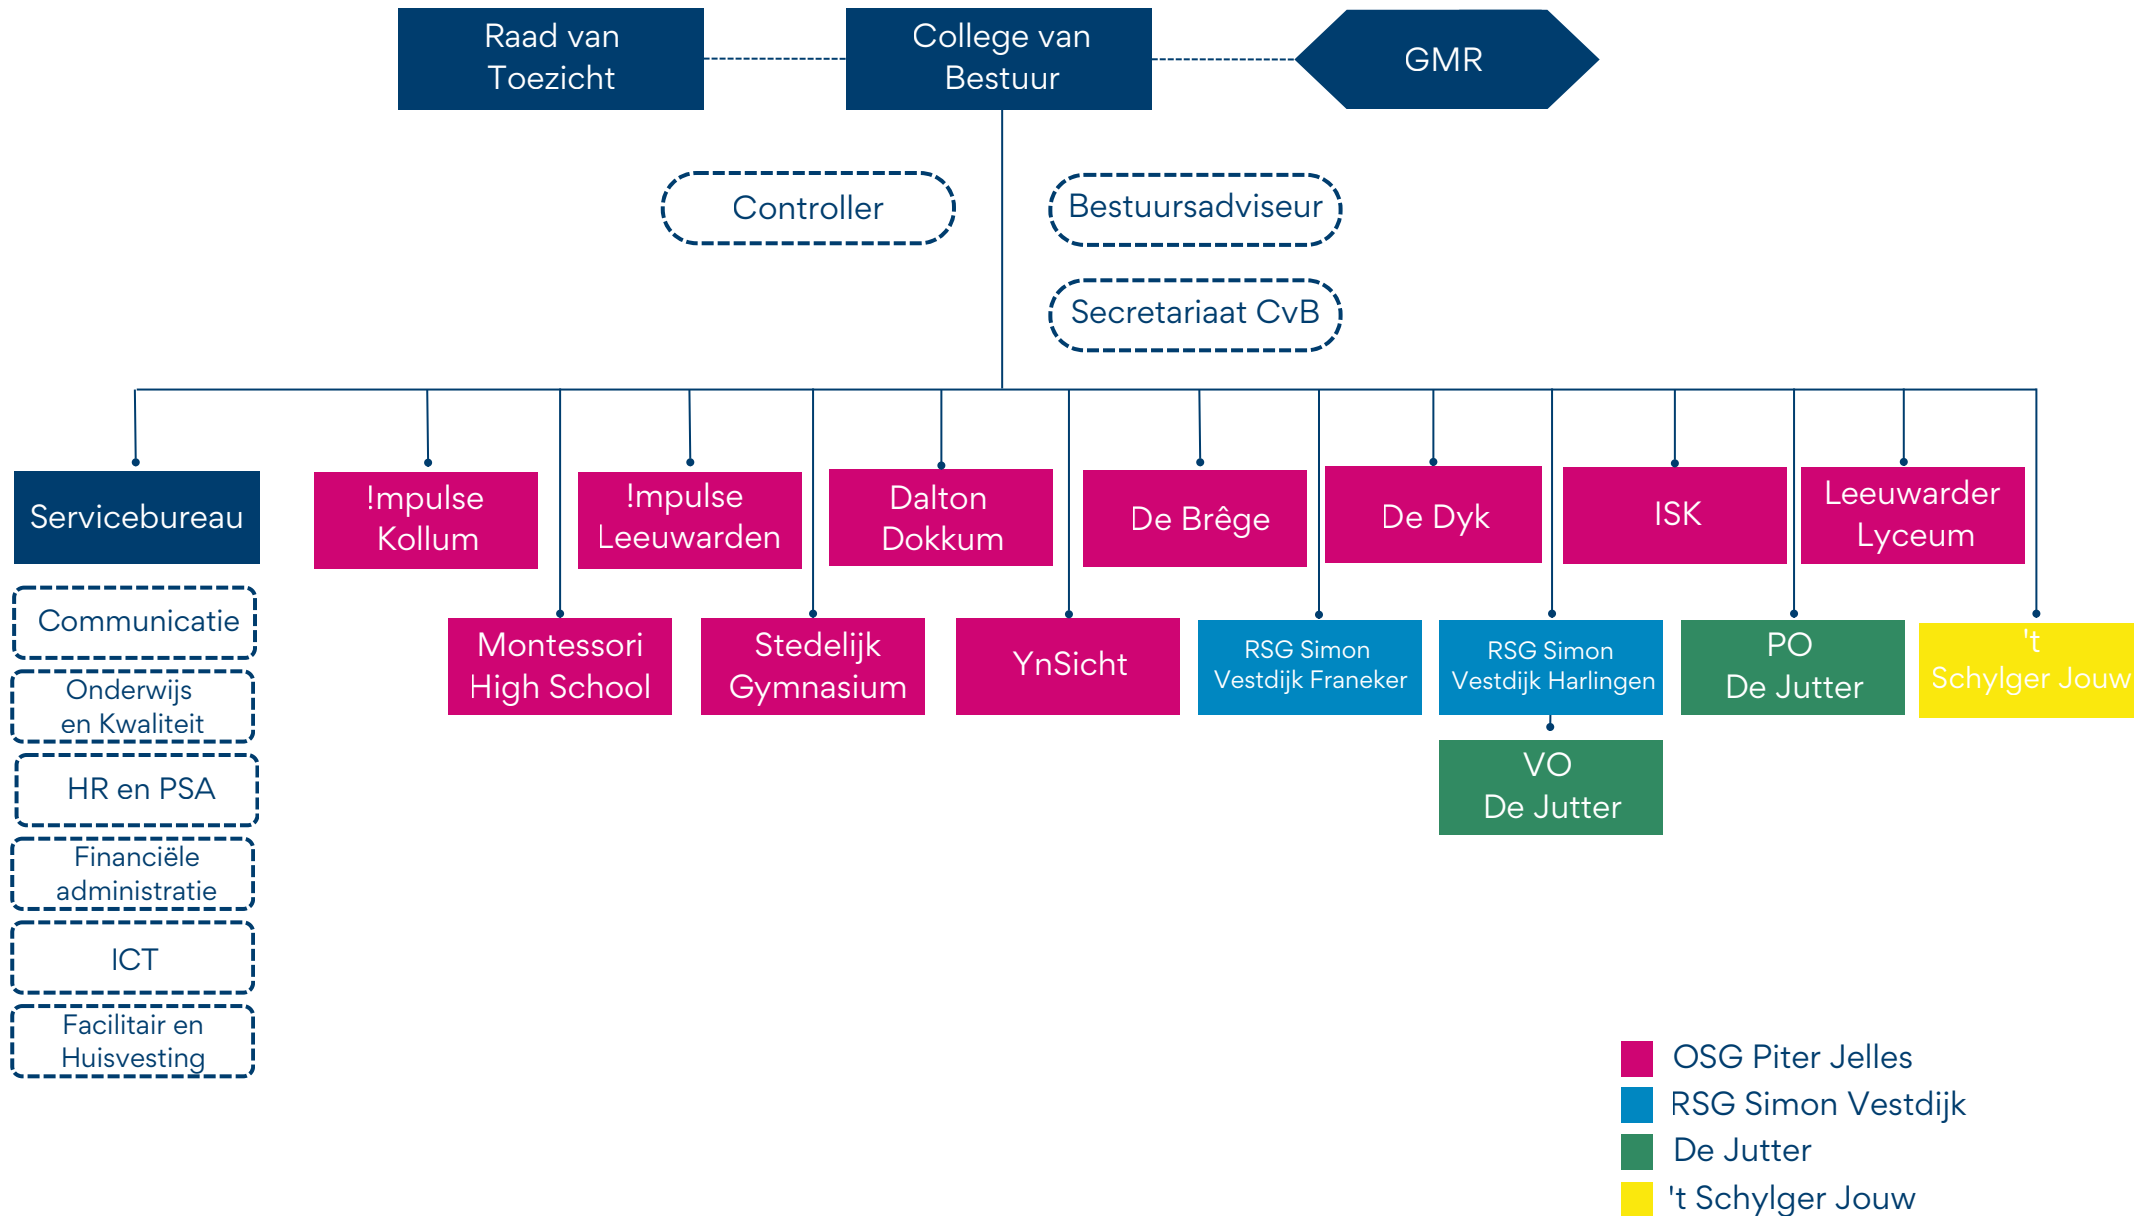 Raad van
Toezicht
College van
Bestuur
GMR
Controller
Bestuursadviseur
Secretariaat CvB
Servicebureau
!mpulse
Kollum
!mpulse
Leeuwarden
Dalton
Dokkum
De Brêge
De Dyk
ISK
Leeuwarder
Lyceum
Montessori
High School
Stedelijk
Gymnasium
YnSicht
RSG Simon
Vestdijk Franeker
RSG Simon
Vestdijk Harlingen
PO
De Jutter
't
Schylger Jouw
VO
De Jutter
Communicatie
Onderwijs
en Kwaliteit
HR en PSA
Financiële
administratie
ICT
Facilitair en
Huisvesting
OSG Piter Jelles
RSG Simon Vestdijk
De Jutter
't Schylger Jouw